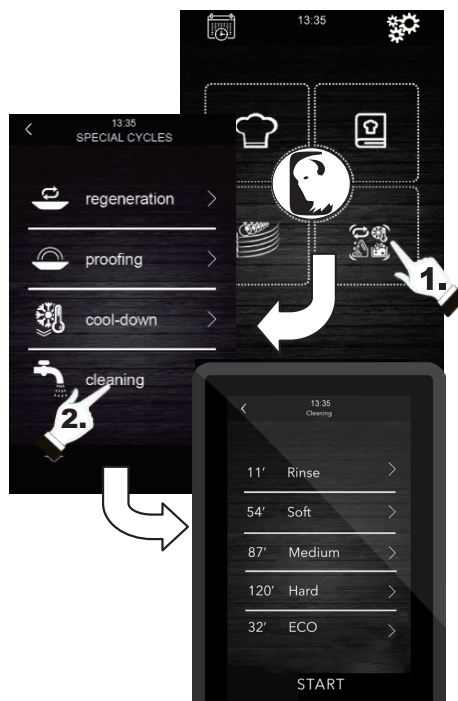 13:35
1.
13:35
SPECIAL CYCLES
regeneration
proofing
cool-down
cleaning
2.
13:35
Cleaning
11’ Rinse
54’ Soft
87’ Medium
120’ Hard
32’ ECO
START